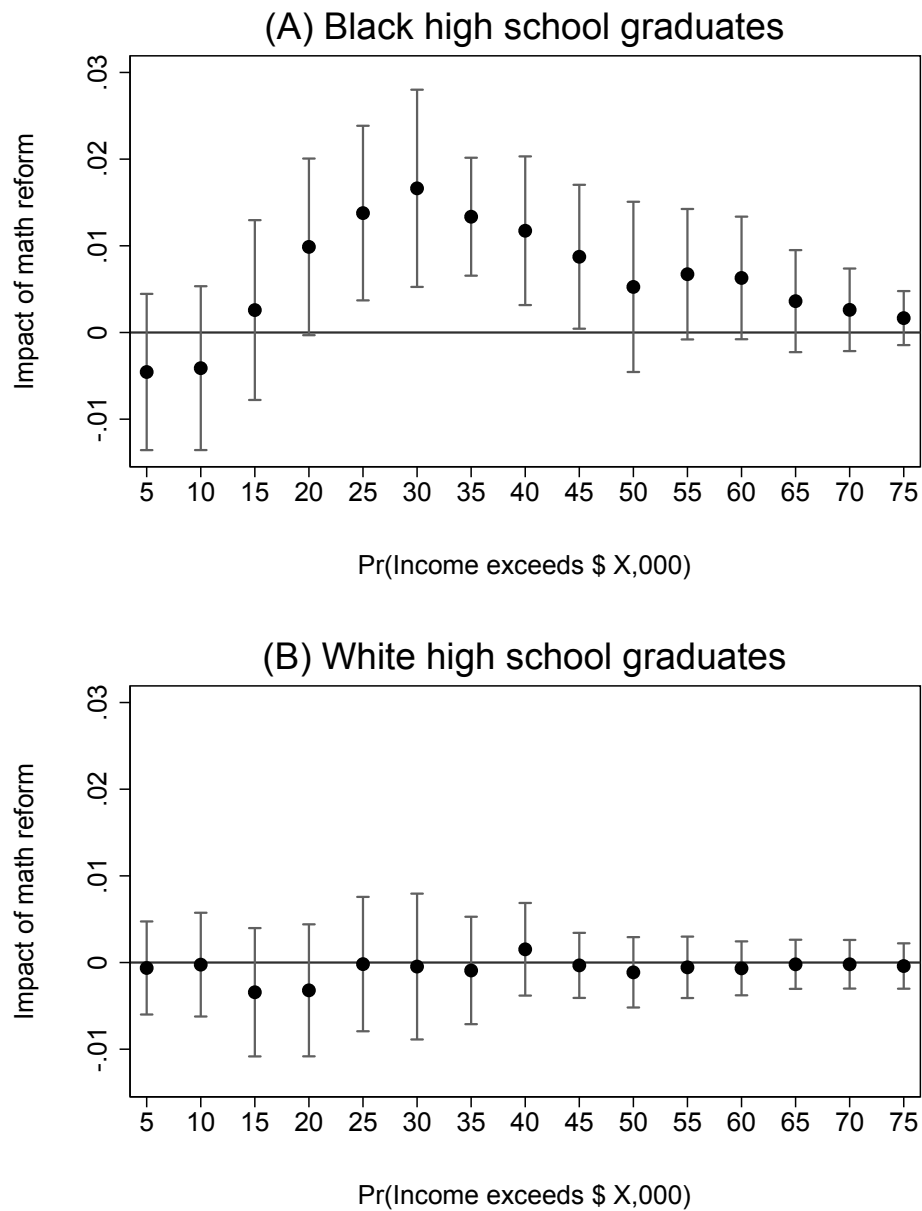 (A) Black high school graduates
Impact of math reform
.03
.02
.01
0
-.01
5 10 15 20 25 30 35 40 45 50 55 60 65 70 75
Pr(Income exceeds $ X,000)
(B) White high school graduates
Impact of math reform
.03
.02
.01
0
-.01
5 10 15 20 25 30 35 40 45 50 55 60 65 70 75
Pr(Income exceeds $ X,000)